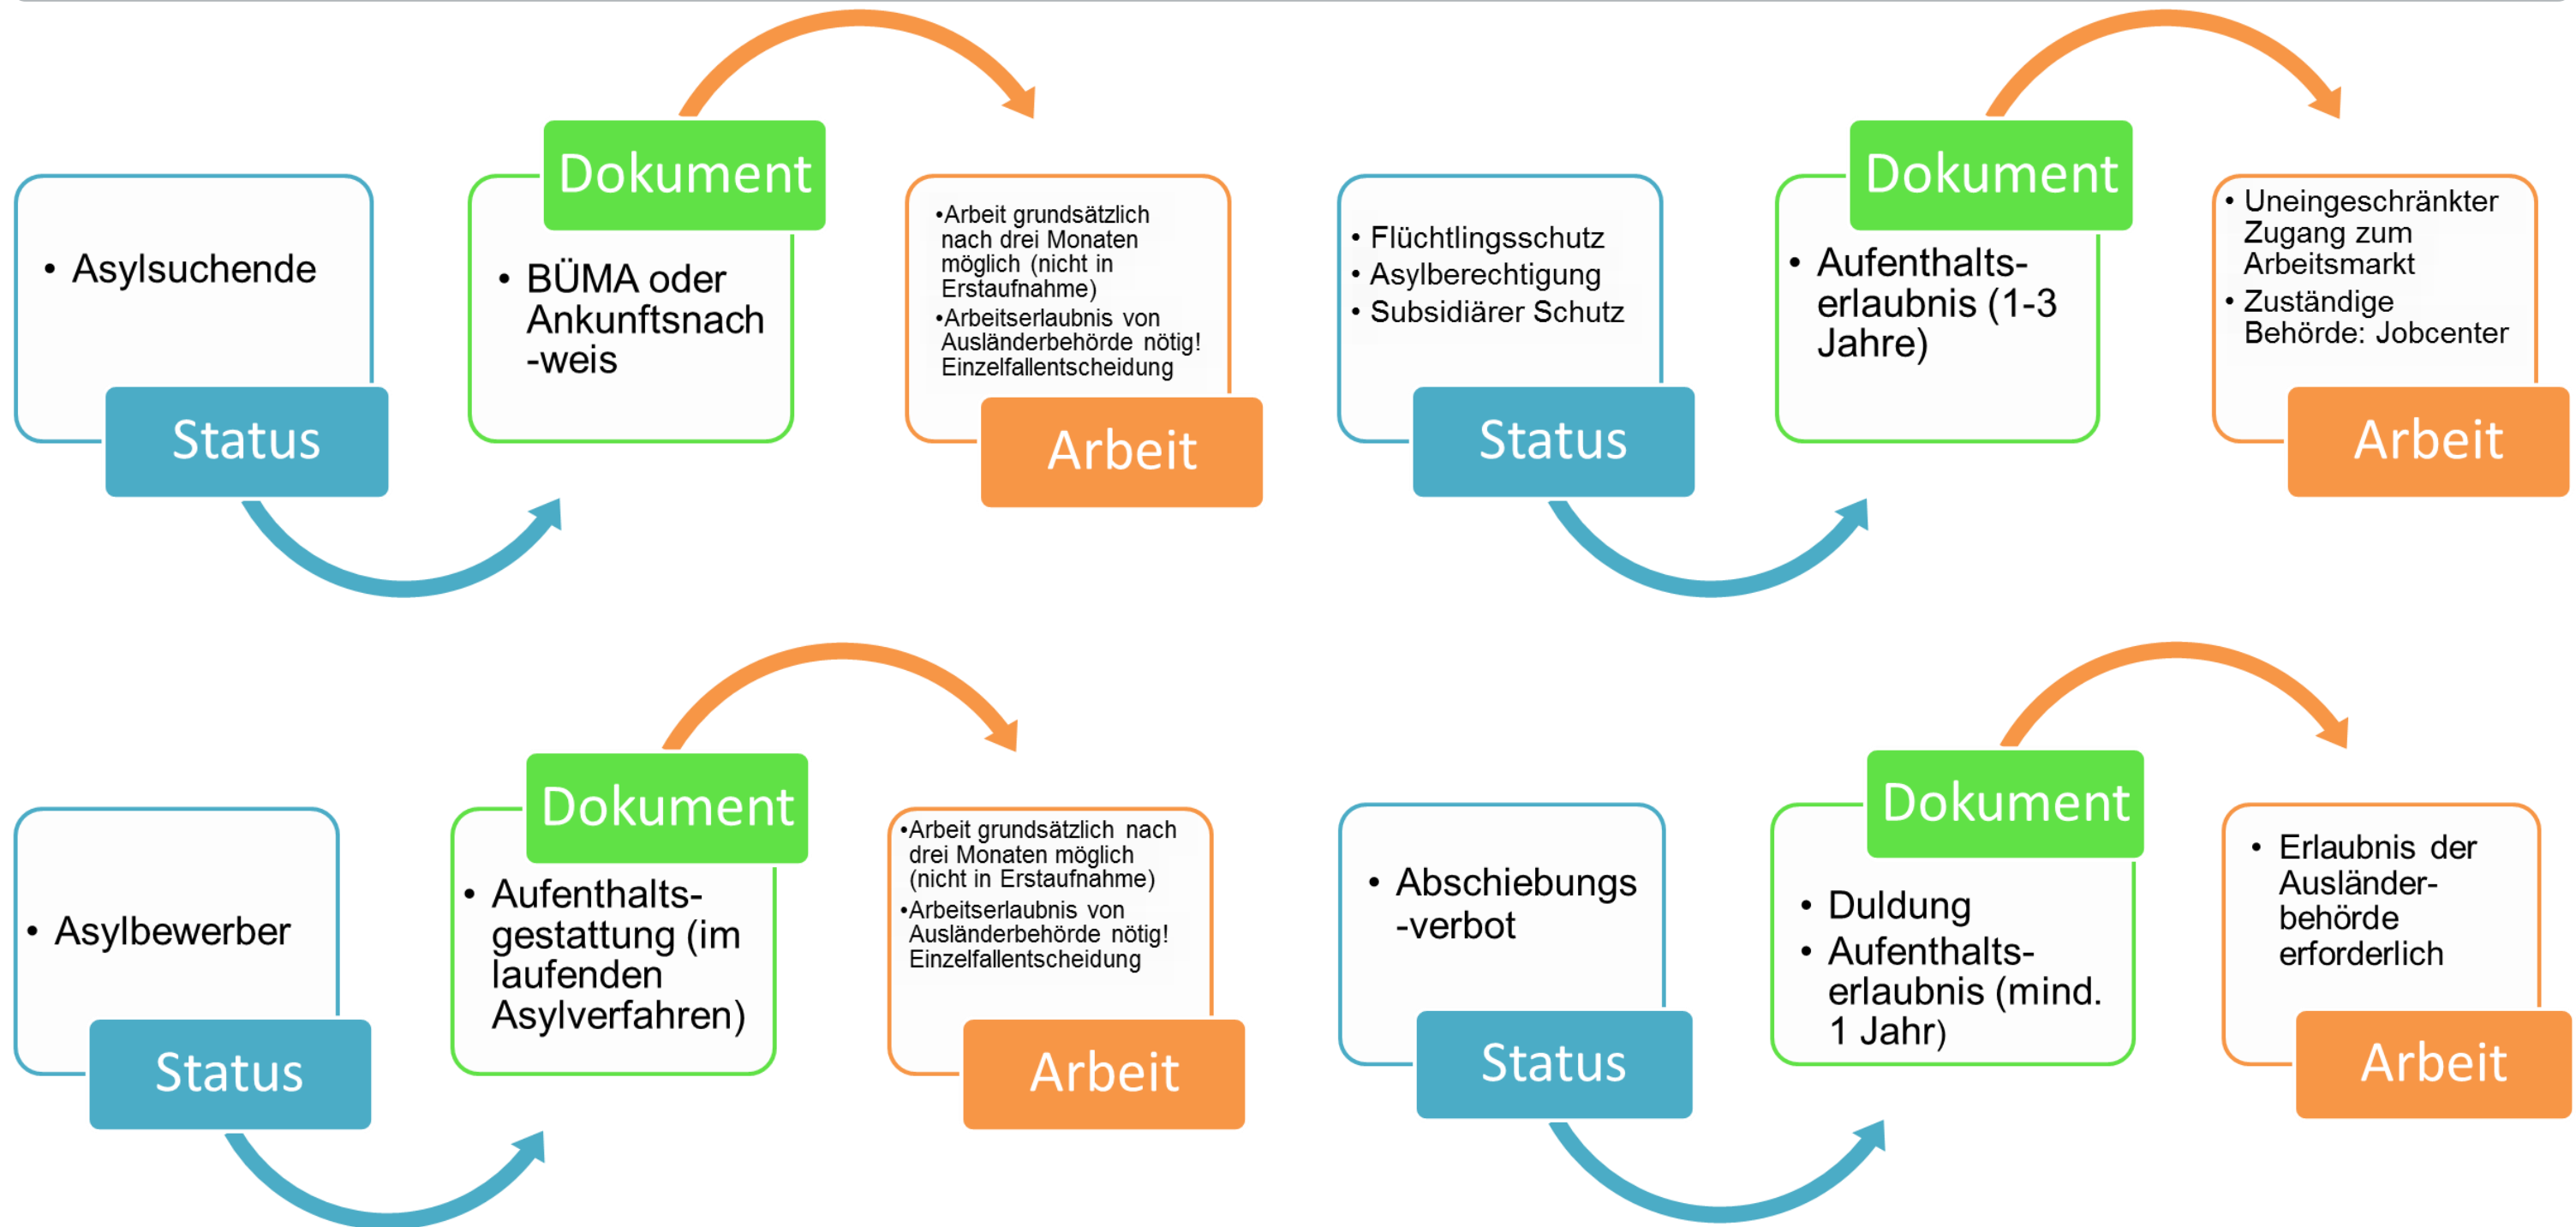 • Asylsuchende
Status
Dokument
• BÜMA oder
Ankunftsnach
-weis
•Arbeit grundsätzlich
nach drei Monaten
möglich (nicht in
Erstaufnahme)
•Arbeitserlaubnis von
Ausländerbehörde nötig!
Einzelfallentscheidung
Arbeit
• Flüchtlingsschutz
• Asylberechtigung
• Subsidiärer Schutz
Status
Dokument
• Aufenthalts-
erlaubnis (1-3
Jahre)
• Uneingeschränkter
Zugang zum
Arbeitsmarkt
• Zuständige
Behörde: Jobcenter
Arbeit
• Asylbewerber
Status
Dokument
• Aufenthalts-
gestattung (im
laufenden
Asylverfahren)
•Arbeit grundsätzlich nach
drei Monaten möglich
(nicht in Erstaufnahme)
•Arbeitserlaubnis von
Ausländerbehörde nötig!
Einzelfallentscheidung
Arbeit
• Abschiebungs
-verbot
Status
Dokument
• Duldung
• Aufenthalts-
erlaubnis (mind.
1 Jahr)
• Erlaubnis der
Ausländer-
behörde
erforderlich
Arbeit